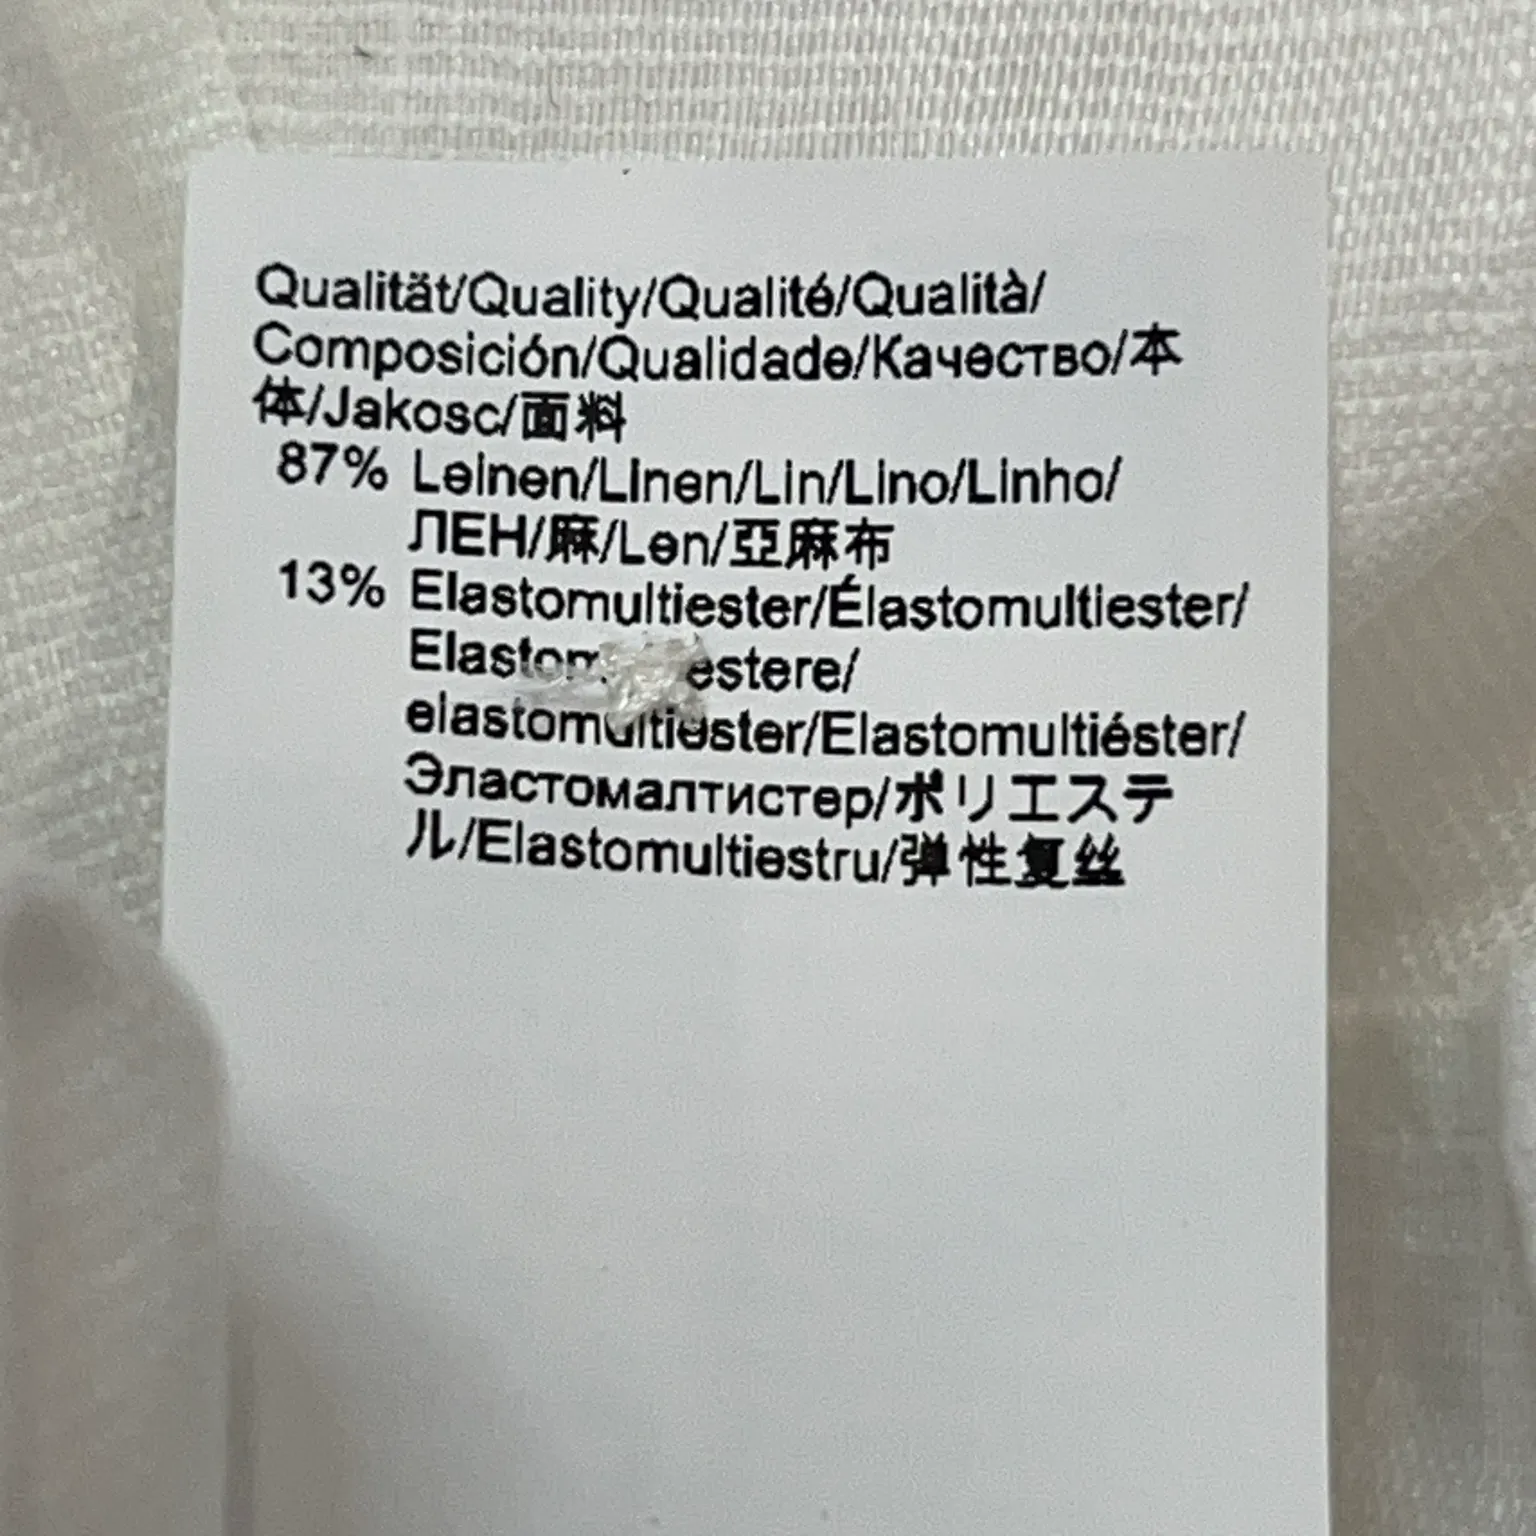 Qualität/Quality/Qualité/Qualità/
Composición/Qualidade/Качество/本
体/Jakosc/面料
87% Leinen/Linen/Lin/Lino/Linho/
ЛЕН/麻/Len/亞麻布
13% Elastomultiester/Élastomultiester/
elastomultiester/Elastomultiéster/
Эластомалтистер/ポリエステ
ル/Elastomultiestru/弹性复丝